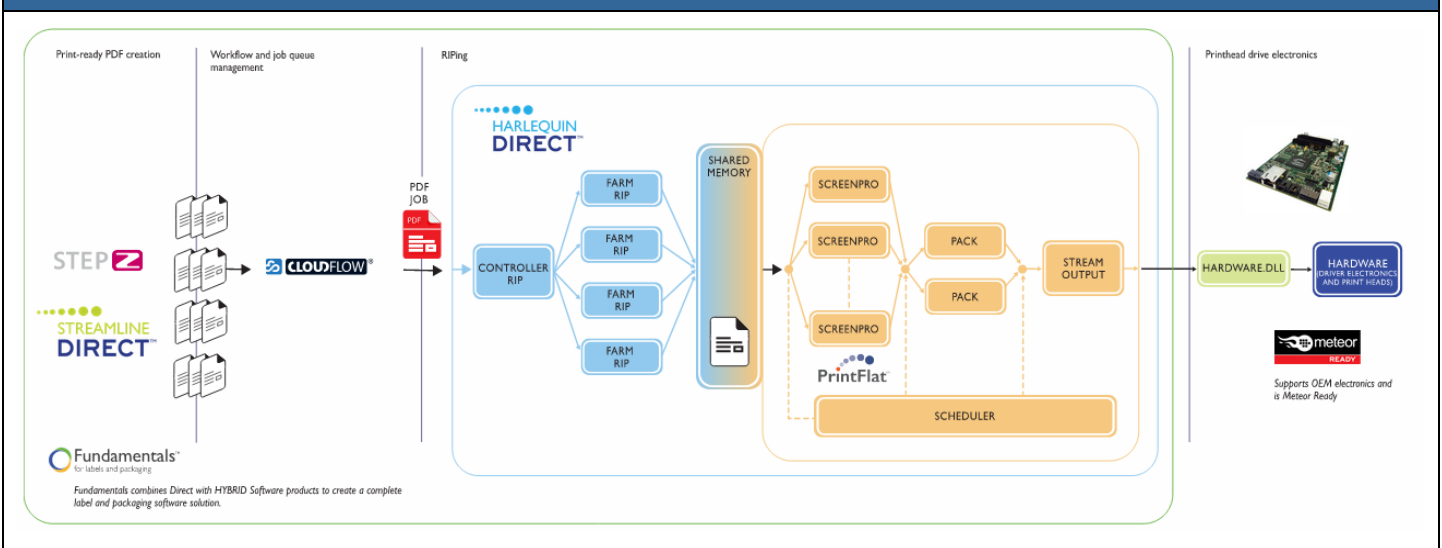 Print-ready PDF creation
Workflow and job queue
management
RIPing
Printhead drive electronics
HARLEQUIN
DIRECT™
STEP Z
STREAMLINE
DIRECT™
CLOUDFLOW®
PDF
JOB
PDF
CONTROLLER
RIP
FARM
RIP
FARM
RIP
FARM
RIP
FARM
RIP
SHARED
MEMORY
SCREENPRO
SCREENPRO
SCREENPRO
PrintFlat™
PACK
PACK
STREAM
OUTPUT
SCHEDULER
HARDWARE.DLL
HARDWARE
(DRIVER ELECTRONICS
AND PRINT HEADS)
meteor
READY
Supports OEM electronics and
is Meteor Ready
Fundamentals™
for labels and packaging
Fundamentals combines Direct with HYBRID Software products to create a complete
label and packaging software solution.